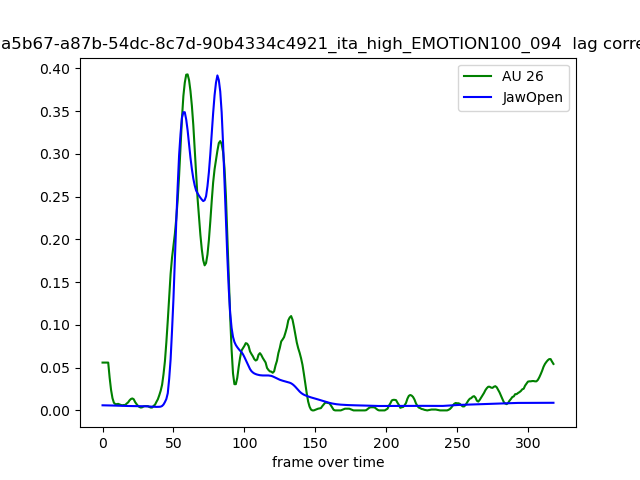 a5b67-a87b-54dc-8c7d-90b4334c4921_ita_high_EMOTION100_094 lag corre
AU 26
JawOpen
0.40
0.35
0.30
0.25
0.20
0.15
0.10
0.05
0.00
0 50 100 150 200 250 300
frame over time